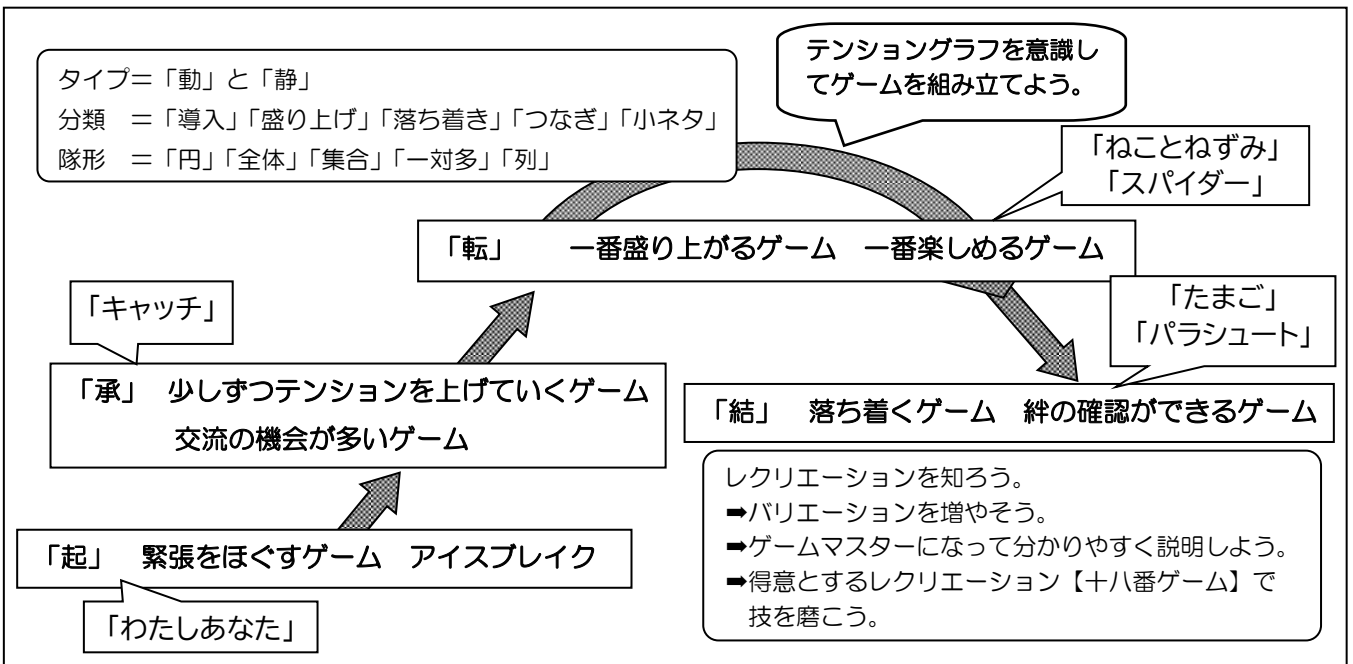 テンショングラフを意識し
てゲームを組み立てよう。
タイプ＝「動」と「静」
分類　＝「導入」「盛り上げ」「落ち着き」「つなぎ」「小ネタ」
隊形　＝「円」「全体」「集合」「一対多」「列」
「ねことねずみ」
「スパイダー」
「転」　　一番盛り上がるゲーム　一番楽しめるゲーム
「キャッチ」
「たまご」
「パラシュート」
「承」　少しずつテンションを上げていくゲーム
交流の機会が多いゲーム
「結」　落ち着くゲーム　絆の確認ができるゲーム
レクリエーションを知ろう。
➡バリエーションを増やそう。
➡ゲームマスターになって分かりやすく説明しよう。
➡得意とするレクリエーション【十八番ゲーム】で
技を磨こう。
「起」　緊張をほぐすゲーム　アイスブレイク
「わたしあなた」